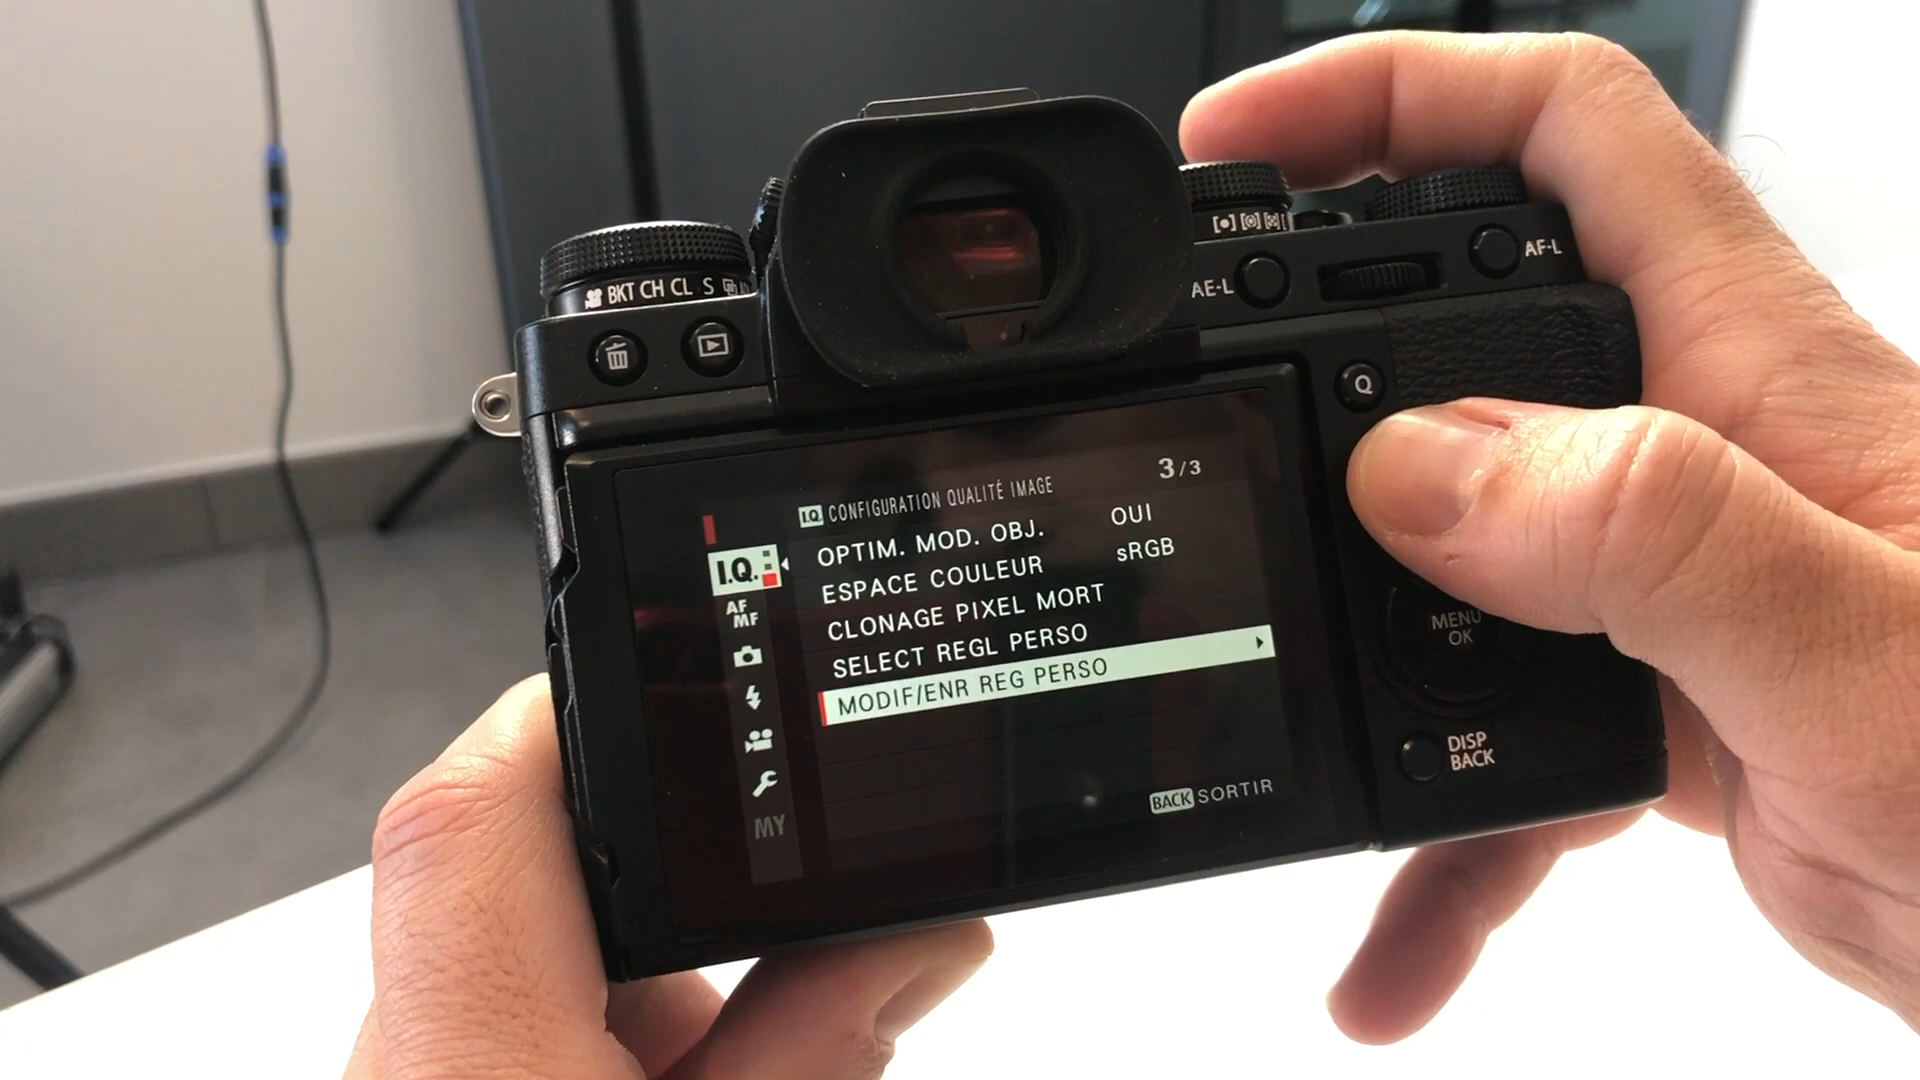 BKT CH CL S
AE-L
AF-L
Q
I.Q. CONFIGURATION QUALITÉ IMAGE
3/3
I.Q.
OPTIM. MOD. OBJ. OUI
ESPACE COULEUR sRGB
CLONAGE PIXEL MORT
SELECT REGL PERSO
MODIF/ENR REG PERSO
AF
MF
MY
BACK SORTIR
MENU
OK
DISP
BACK